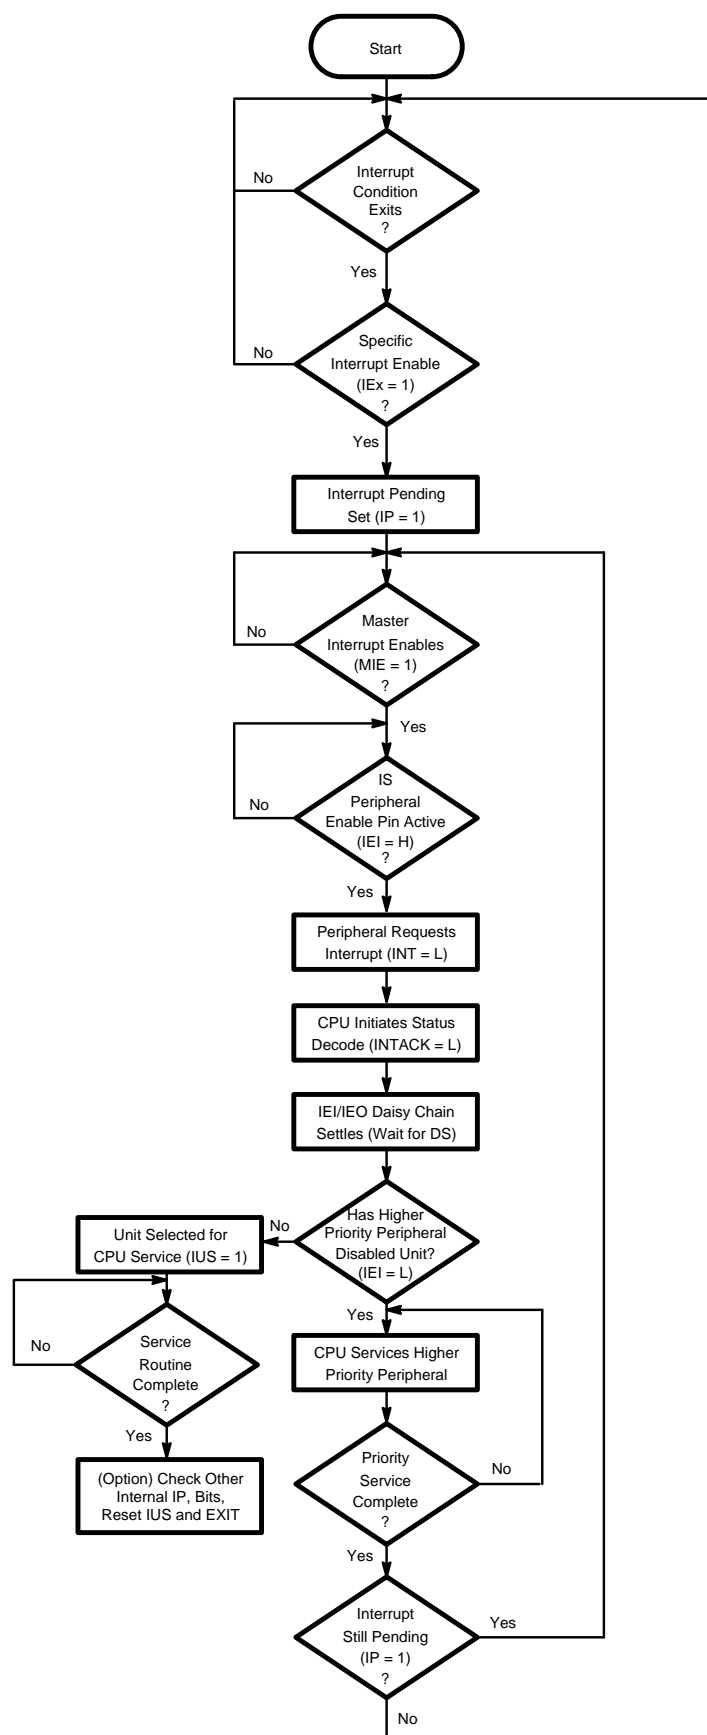 Start
Interrupt
Condition
Exits
?
No
Yes
Specific
Interrupt Enable
(IEx = 1)
?
No
Yes
Interrupt Pending
Set (IP = 1)
Master
Interrupt Enables
(MIE = 1)
?
No
Yes
IS
Peripheral
Enable Pin Active
(IEI = H)
?
No
Yes
Peripheral Requests
Interrupt (INT = L)
CPU Initiates Status
Decode (INTACK = L)
IEI/IEO Daisy Chain
Settles (Wait for DS)
Has Higher
Priority Peripheral
Disabled Unit?
(IEI = L)
No
Unit Selected for
CPU Service (IUS = 1)
Yes
Service
Routine
Complete
?
No
Yes
(Option) Check Other
Internal IP, Bits,
Reset IUS and EXIT
CPU Services Higher
Priority Peripheral
Priority
Service
Complete
?
No
Yes
Interrupt
Still Pending
(IP = 1)
?
Yes
No